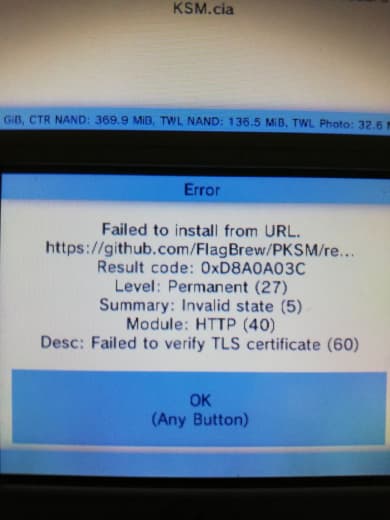 KSM.cia
GiB, CTR NAND: 369.9 MiB, TWL NAND: 136.5 MiB, TWL Photo: 32.6
Error
Failed to install from URL.
https://github.com/FlagBrew/PKSM/re...
Result code: 0xD8A0A03C
Level: Permanent (27)
Summary: Invalid state (5)
Module: HTTP (40)
Desc: Failed to verify TLS certificate (60)
OK
(Any Button)